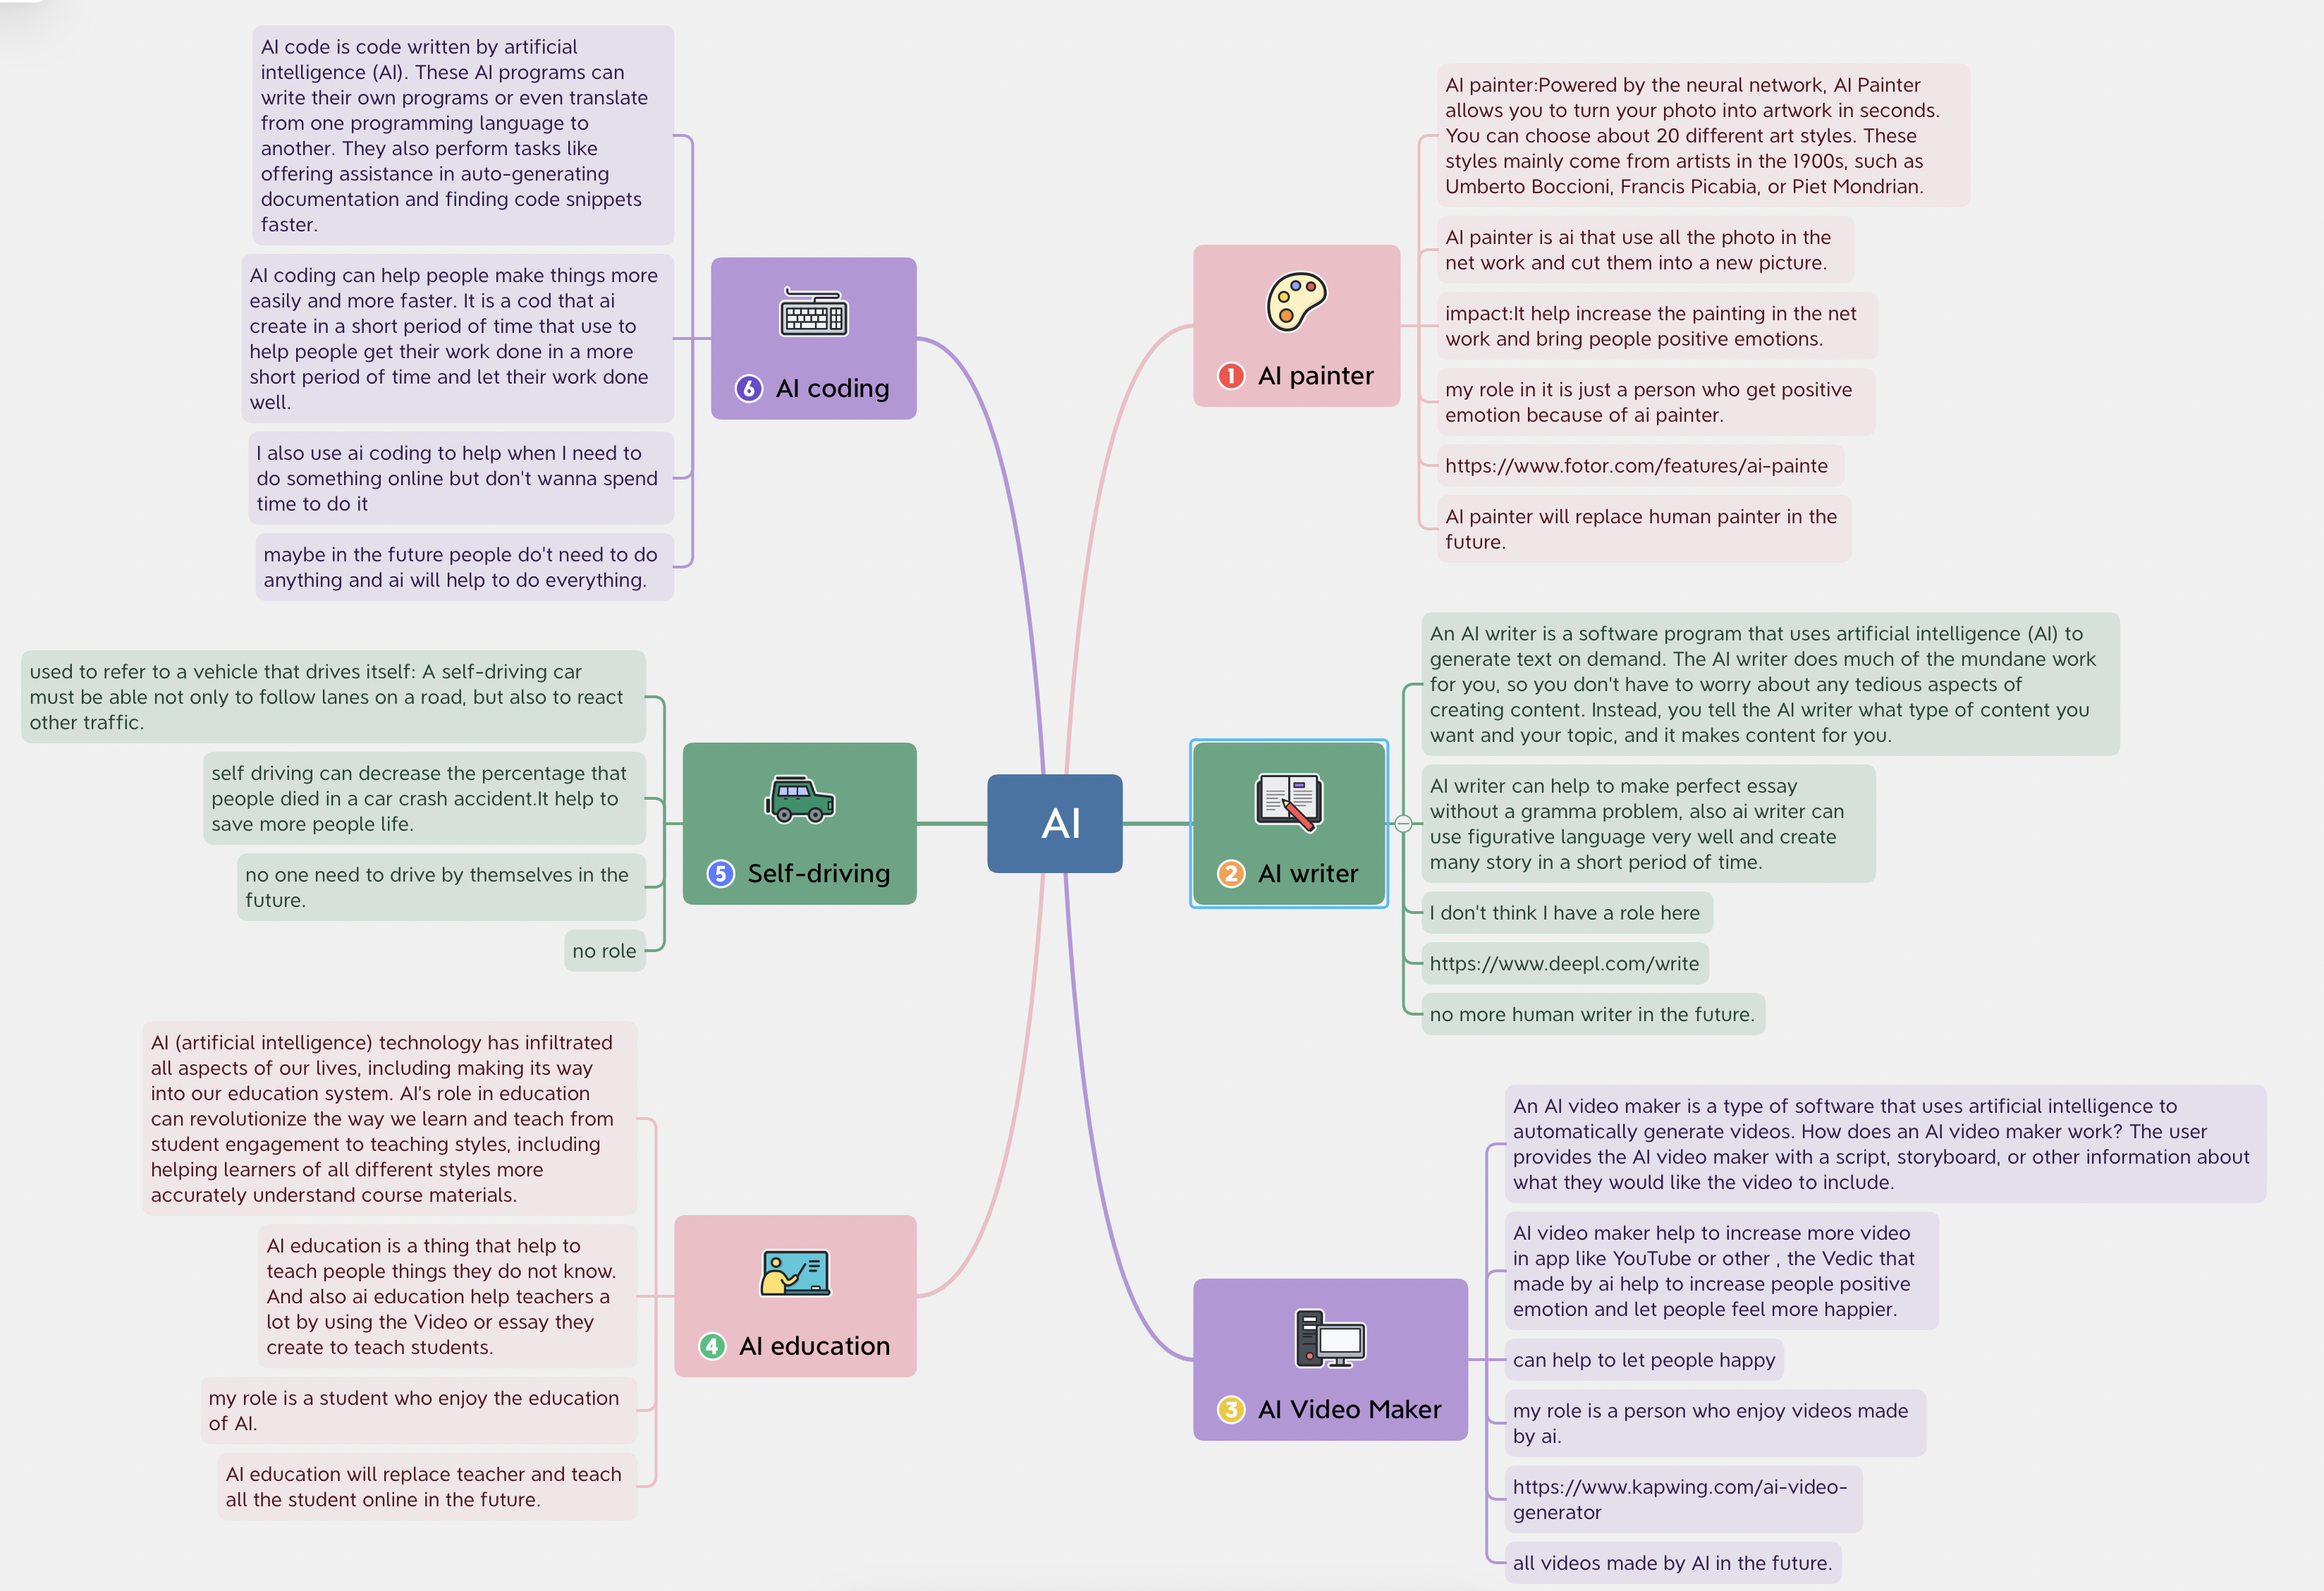 AI
1 AI painter
AI painter:Powered by the neural network, AI Painter
allows you to turn your photo into artwork in seconds.
You can choose about 20 different art styles. These
styles mainly come from artists in the 1900s, such as
Umberto Boccioni, Francis Picabia, or Piet Mondrian.
AI painter is ai that use all the photo in the
net work and cut them into a new picture.
impact:It help increase the painting in the net
work and bring people positive emotions.
my role in it is just a person who get positive
emotion because of ai painter.
https://www.fotor.com/features/ai-painte
AI painter will replace human painter in the
future.
2 AI writer
An AI writer is a software program that uses artificial intelligence (AI) to
generate text on demand. The AI writer does much of the mundane work
for you, so you don't have to worry about any tedious aspects of
creating content. Instead, you tell the AI writer what type of content you
want and your topic, and it makes content for you.
AI writer can help to make perfect essay
without a gramma problem, also ai writer can
use figurative language very well and create
many story in a short period of time.
I don't think I have a role here
https://www.deepl.com/write
no more human writer in the future.
3 AI Video Maker
An AI video maker is a type of software that uses artificial intelligence to
automatically generate videos. How does an AI video maker work? The user
provides the AI video maker with a script, storyboard, or other information about
what they would like the video to include.
AI video maker help to increase more video
in app like YouTube or other , the Vedic that
made by ai help to increase people positive
emotion and let people feel more happier.
can help to let people happy
my role is a person who enjoy videos made
by ai.
https://www.kapwing.com/ai-video-
generator
all videos made by AI in the future.
4 AI education
AI (artificial intelligence) technology has infiltrated
all aspects of our lives, including making its way
into our education system. AI's role in education
can revolutionize the way we learn and teach from
student engagement to teaching styles, including
helping learners of all different styles more
accurately understand course materials.
AI education is a thing that help to
teach people things they do not know.
And also ai education help teachers a
lot by using the Video or essay they
create to teach students.
my role is a student who enjoy the education
of AI.
AI education will replace teacher and teach
all the student online in the future.
5 Self-driving
used to refer to a vehicle that drives itself: A self-driving car
must be able not only to follow lanes on a road, but also to react
other traffic.
self driving can decrease the percentage that
people died in a car crash accident.It help to
save more people life.
no one need to drive by themselves in the
future.
no role
6 AI coding
AI code is code written by artificial
intelligence (AI). These AI programs can
write their own programs or even translate
from one programming language to
another. They also perform tasks like
offering assistance in auto-generating
documentation and finding code snippets
faster.
AI coding can help people make things more
easily and more faster. It is a cod that ai
create in a short period of time that use to
help people get their work done in a more
short period of time and let their work done
well.
I also use ai coding to help when I need to
do something online but don't wanna spend
time to do it
maybe in the future people do't need to do
anything and ai will help to do everything.